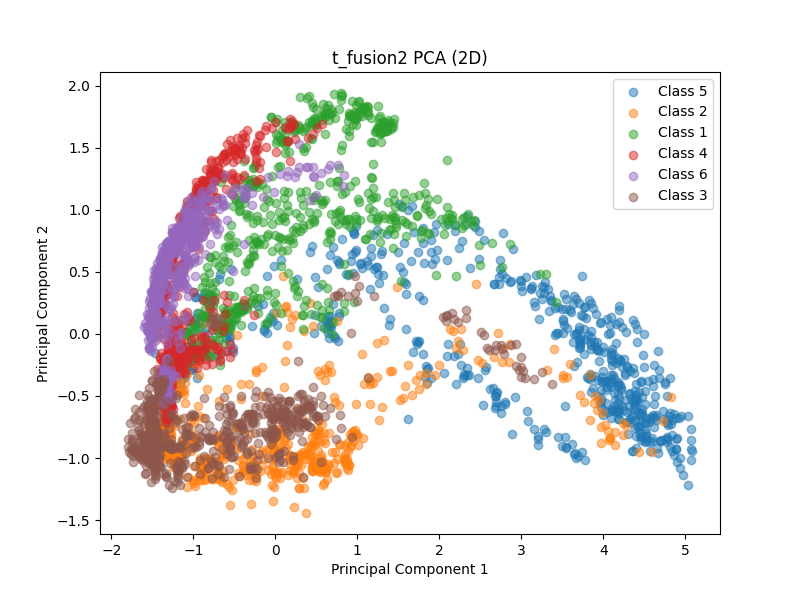 t_fusion2 PCA (2D)
Class 5
Class 2
Class 1
Class 4
Class 6
Class 3
2.0
1.5
1.0
0.5
0.0
−0.5
−1.0
−1.5
Principal Component 2
−2 −1 0 1 2 3 4 5
Principal Component 1